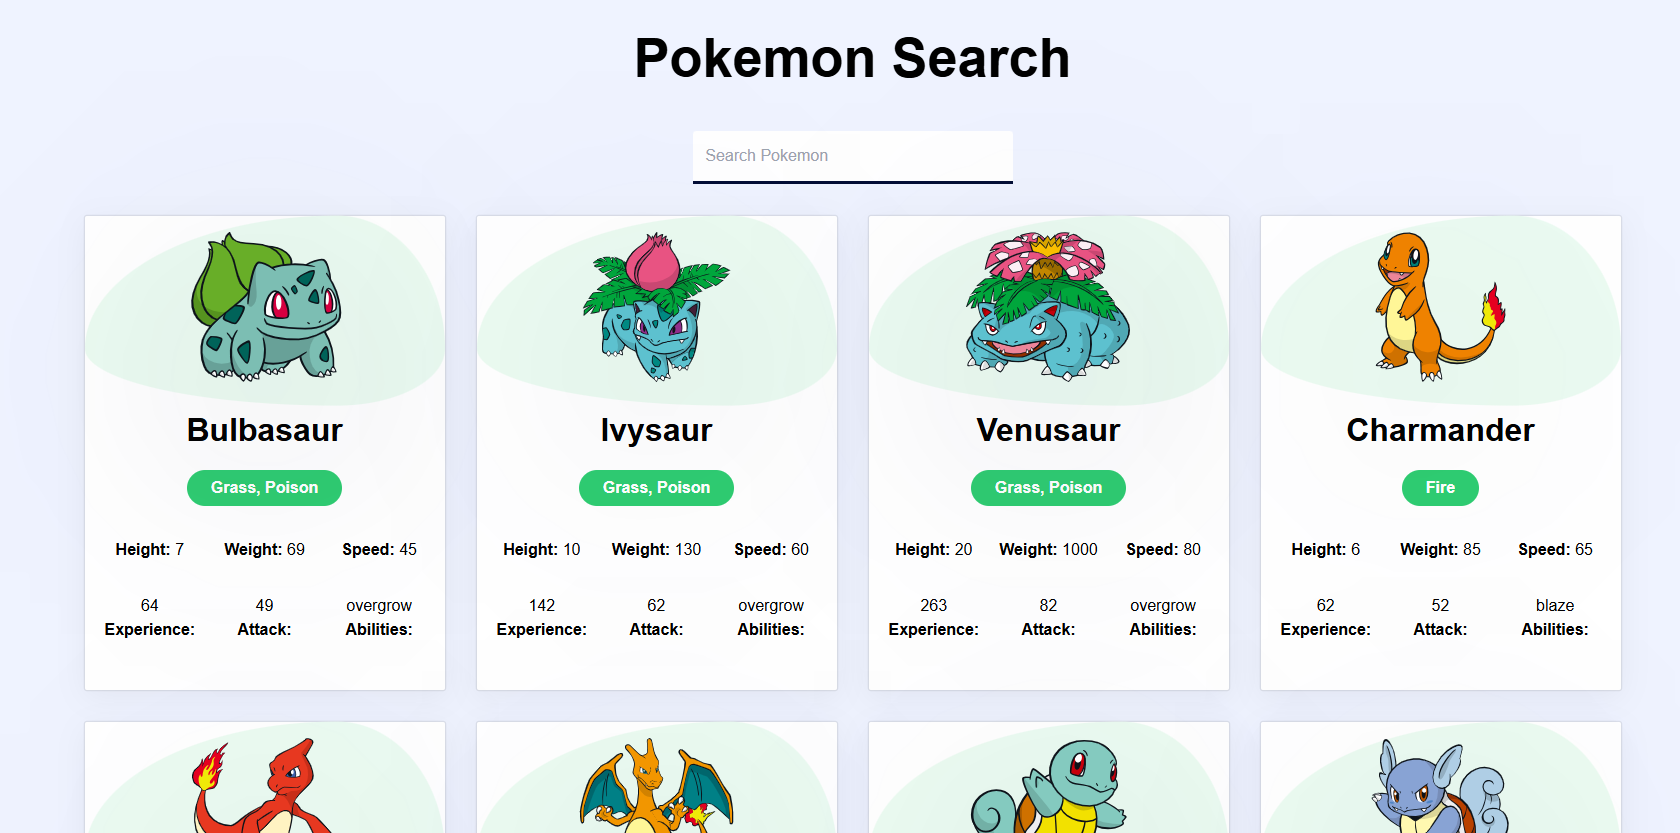 Pokemon Search
Search Pokemon
Bulbasaur
Grass, Poison
Height: 7 Weight: 69 Speed: 45
64 49 overgrow
Experience: Attack: Abilities:
Ivysaur
Grass, Poison
Height: 10 Weight: 130 Speed: 60
142 62 overgrow
Experience: Attack: Abilities:
Venusaur
Grass, Poison
Height: 20 Weight: 1000 Speed: 80
263 82 overgrow
Experience: Attack: Abilities:
Charmander
Fire
Height: 6 Weight: 85 Speed: 65
62 52 blaze
Experience: Attack: Abilities: